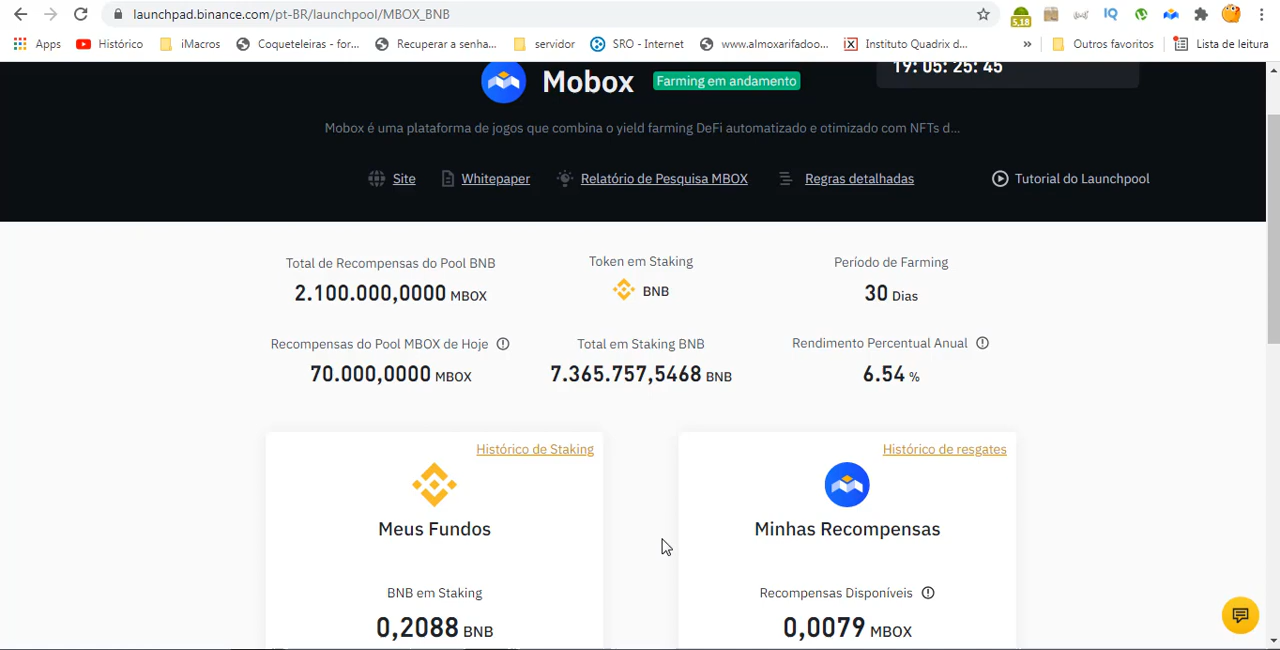 launchpad.binance.com/pt-BR/launchpool/MBOX_BNB
5,18
IQ
Apps
Histórico
iMacros
Coqueteleiras - for...
Recuperar a senha...
servidor
SRO - Internet
www.almoxarifadoo...
Instituto Quadrix d...
»
Outros favoritos
Lista de leitura
Mobox
Farming em andamento
19: 05: 25: 45
Mobox é uma plataforma de jogos que combina o yield farming DeFi automatizado e otimizado com NFTs d...
Site
Whitepaper
Relatório de Pesquisa MBOX
Regras detalhadas
Tutorial do Launchpool
Total de Recompensas do Pool BNB
2.100.000,0000 MBOX
Token em Staking
BNB
Período de Farming
30 Dias
Recompensas do Pool MBOX de Hoje
70.000,0000 MBOX
Total em Staking BNB
7.365.757,5468 BNB
Rendimento Percentual Anual
6.54 %
Histórico de Staking
Meus Fundos
BNB em Staking
0,2088 BNB
Histórico de resgates
Minhas Recompensas
Recompensas Disponíveis
0,0079 MBOX